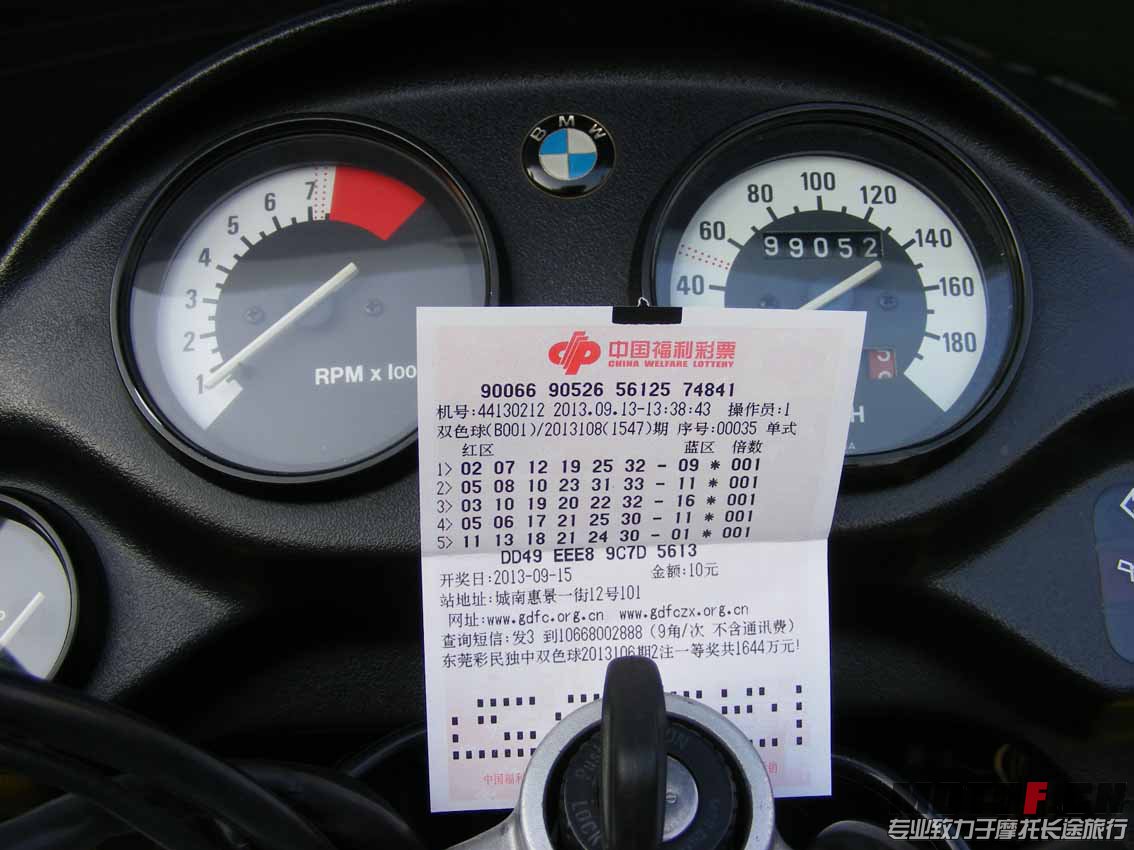 BMW
1 2 3 4 5 6 7
RPM x 100
40 60 80 100 120 140 160 180
99052
中国福利彩票
CHINA WELFARE LOTTERY
90066 90526 56125 74841
机号:44130212 2013.09.13-13:38:43 操作员:1
双色球(B001)/2013108(1547)期 序号:00035 单式
红区 蓝区 倍数
1> 02 07 12 19 25 32 - 09 * 001
2> 05 08 10 23 31 33 - 11 * 001
3> 03 10 19 20 22 32 - 16 * 001
4> 05 06 17 21 25 30 - 11 * 001
5> 11 13 18 21 24 30 - 01 * 001
DD49 EEE8 9C7D 5613
开奖日:2013-09-15 金额:10元
站地址:城南惠景一街12号101
网址:www.gdfc.org.cn www.gdfczx.org.cn
查询短信:发3 到10668002888(9角/次 不含通讯费)
东莞彩民独中双色球2013106期2注一等奖共1644万元!
中国福利
销
ON
LOCK
专业致力于摩托长途旅行